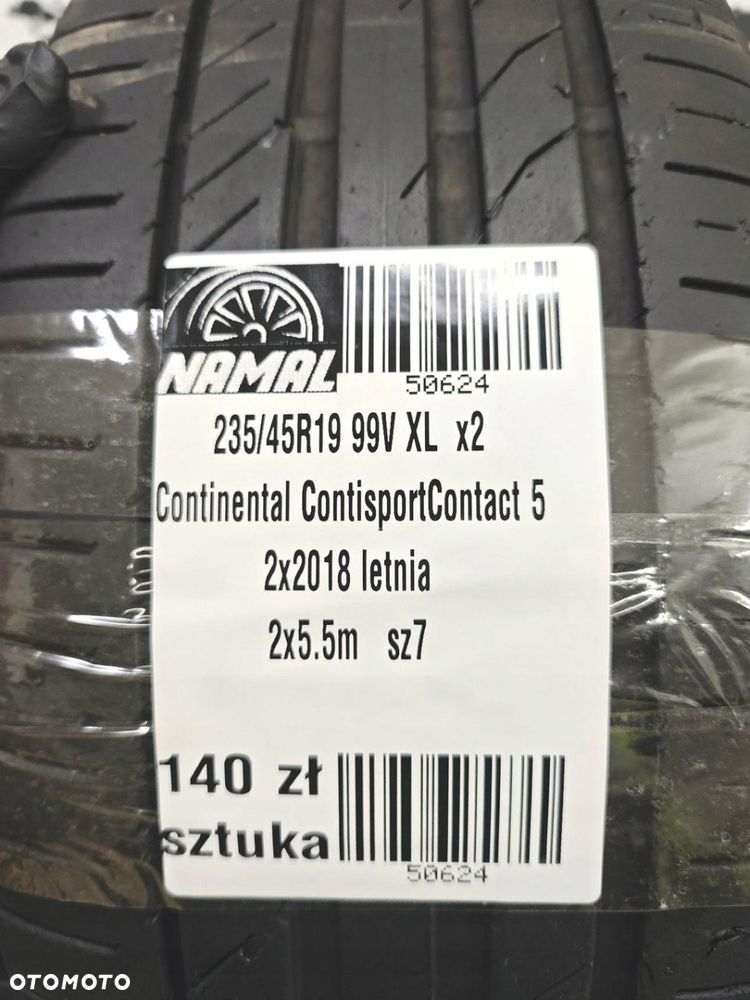 NAMAL
50624
235/45R19 99V XL x2
Continental ContisportContact 5
2x2018 letnia
2x5.5m sz7
140 zł
sztuka
50624
OTOMOTO